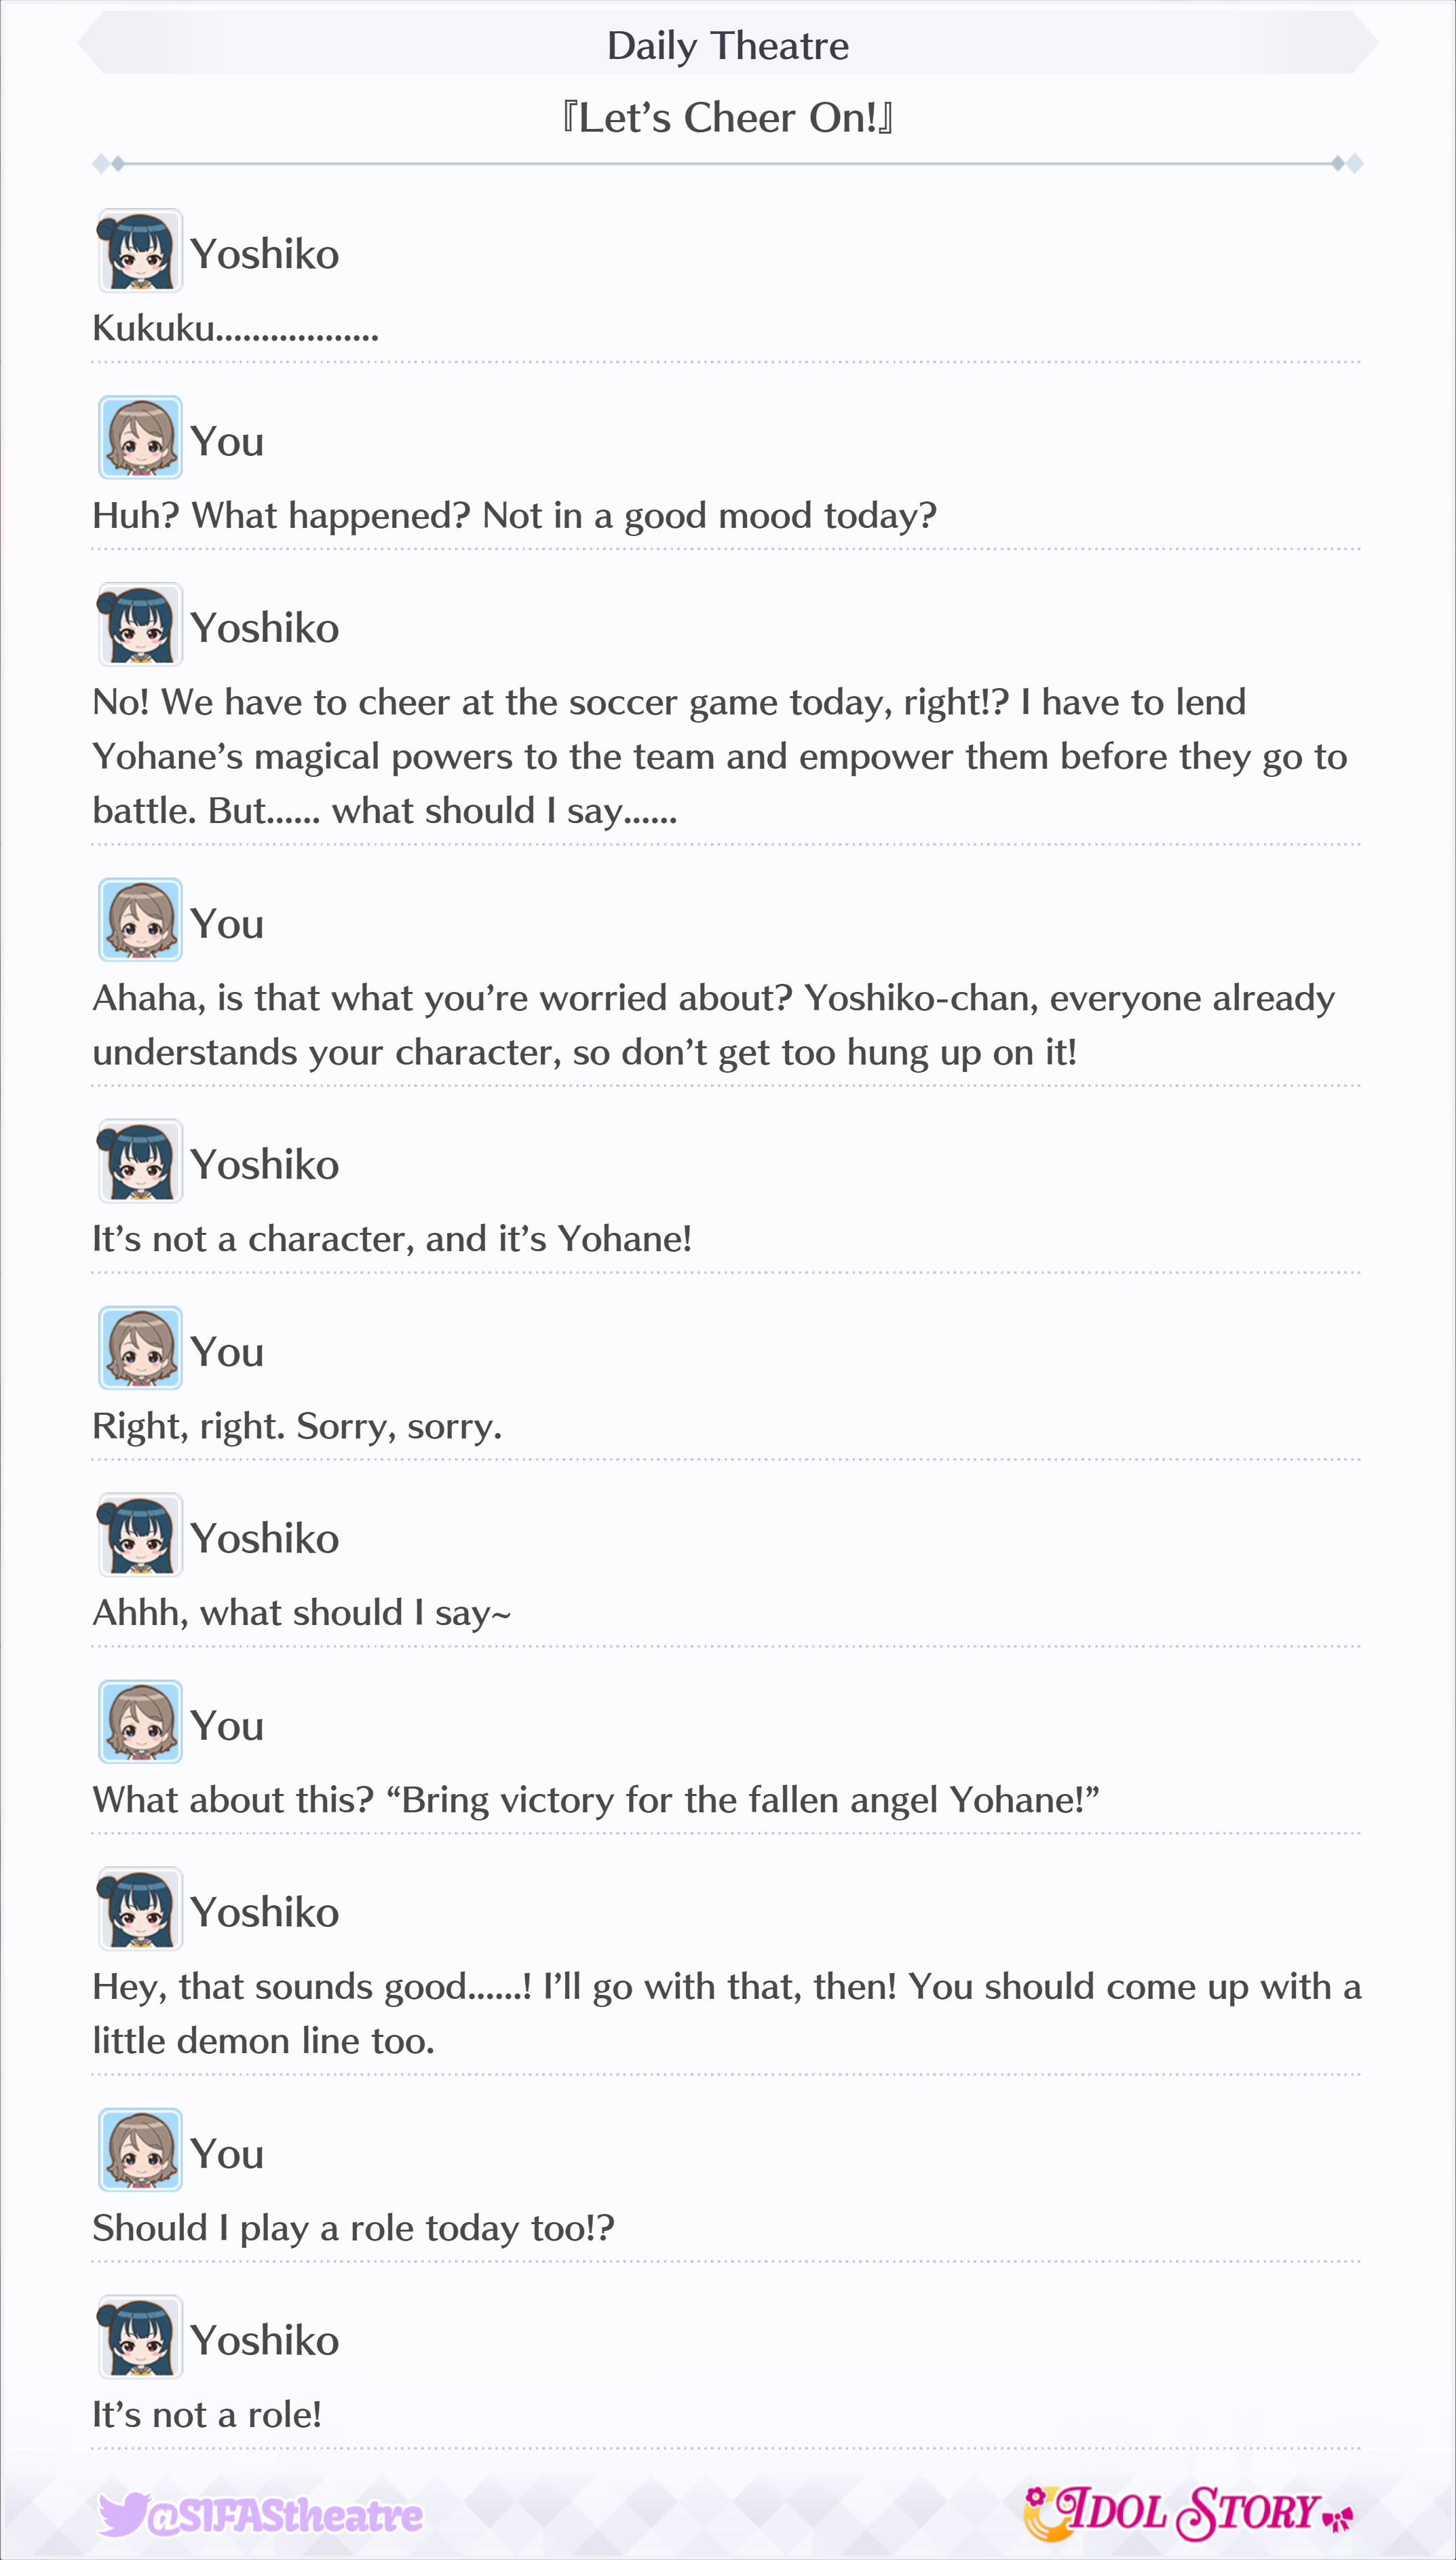 Daily Theatre
『Let’s Cheer On!』
Yoshiko
Kukuku..................
You
Huh? What happened? Not in a good mood today?
Yoshiko
No! We have to cheer at the soccer game today, right!? I have to lend
Yohane’s magical powers to the team and empower them before they go to
battle. But...... what should I say......
You
Ahaha, is that what you’re worried about? Yoshiko-chan, everyone already
understands your character, so don’t get too hung up on it!
Yoshiko
It’s not a character, and it’s Yohane!
You
Right, right. Sorry, sorry.
Yoshiko
Ahhh, what should I say~
You
What about this? “Bring victory for the fallen angel Yohane!”
Yoshiko
Hey, that sounds good......! I’ll go with that, then! You should come up with a
little demon line too.
You
Should I play a role today too!?
Yoshiko
It’s not a role!
@SIFAStheatre
IDOL STORY